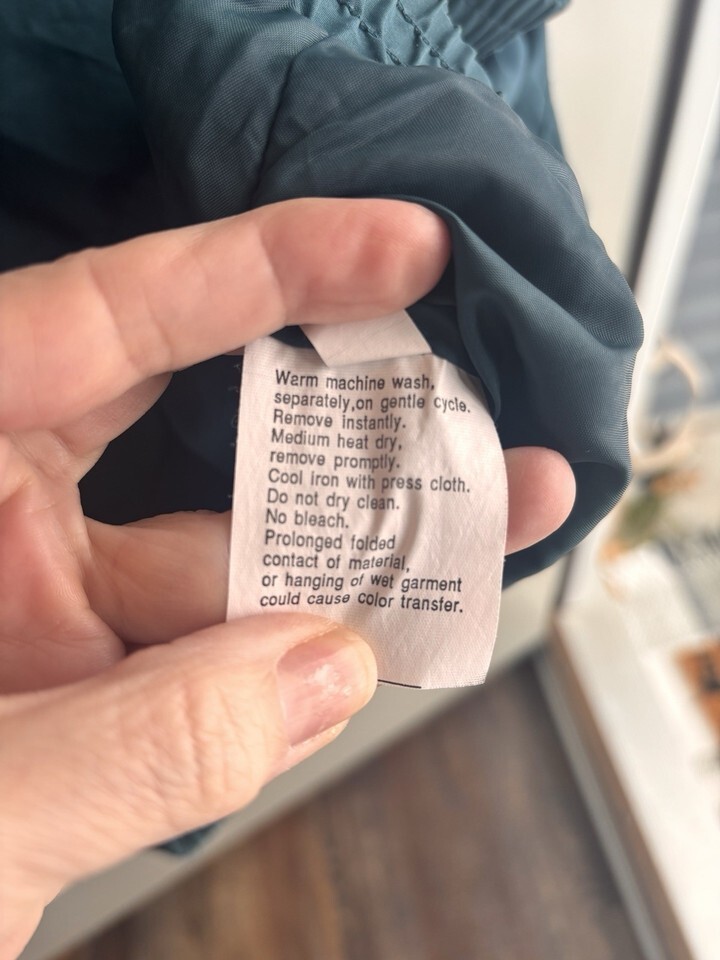 Warm machine wash,
separately,on gentle cycle.
Remove instantly.
Medium heat dry,
remove promptly.
Cool iron with press cloth.
Do not dry clean.
No bleach.
Prolonged folded
contact of material,
or hanging of wet garment
could cause color transfer.